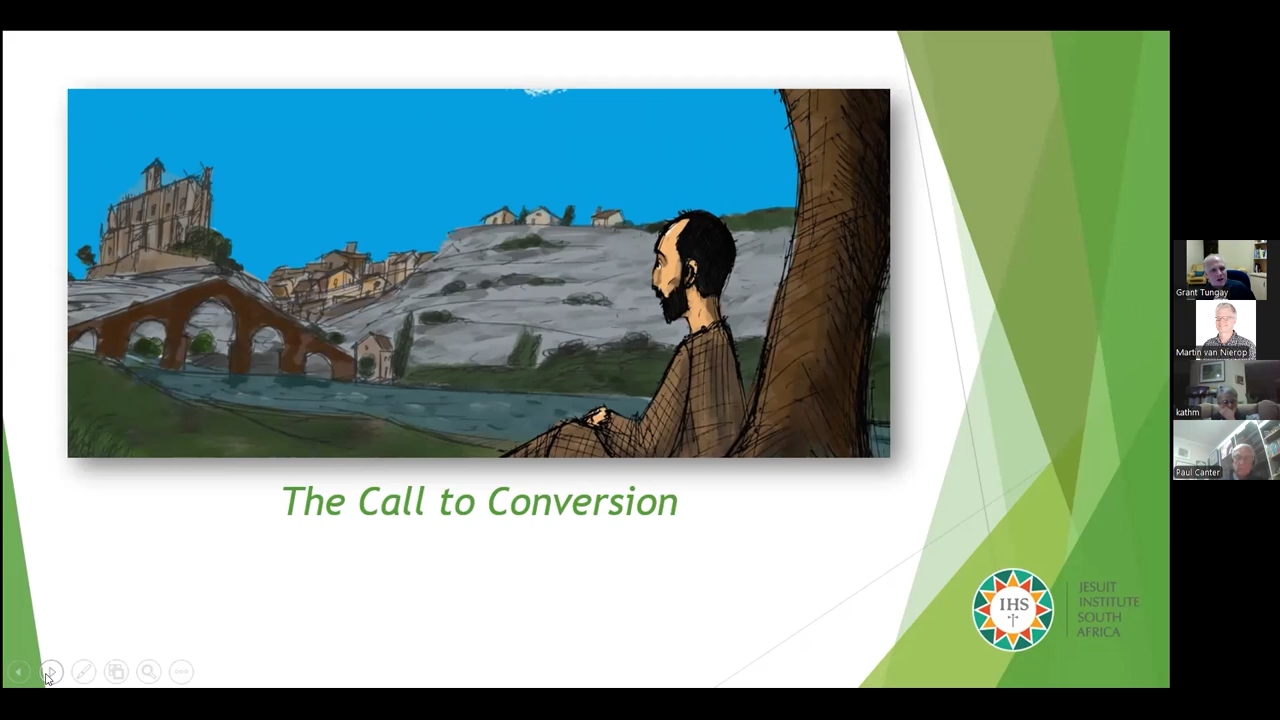 The Call to Conversion
IHS
JESUIT
INSTITUTE
SOUTH
AFRICA
Grant Tungay
Martin van Nierop
kathm
Paul Canter